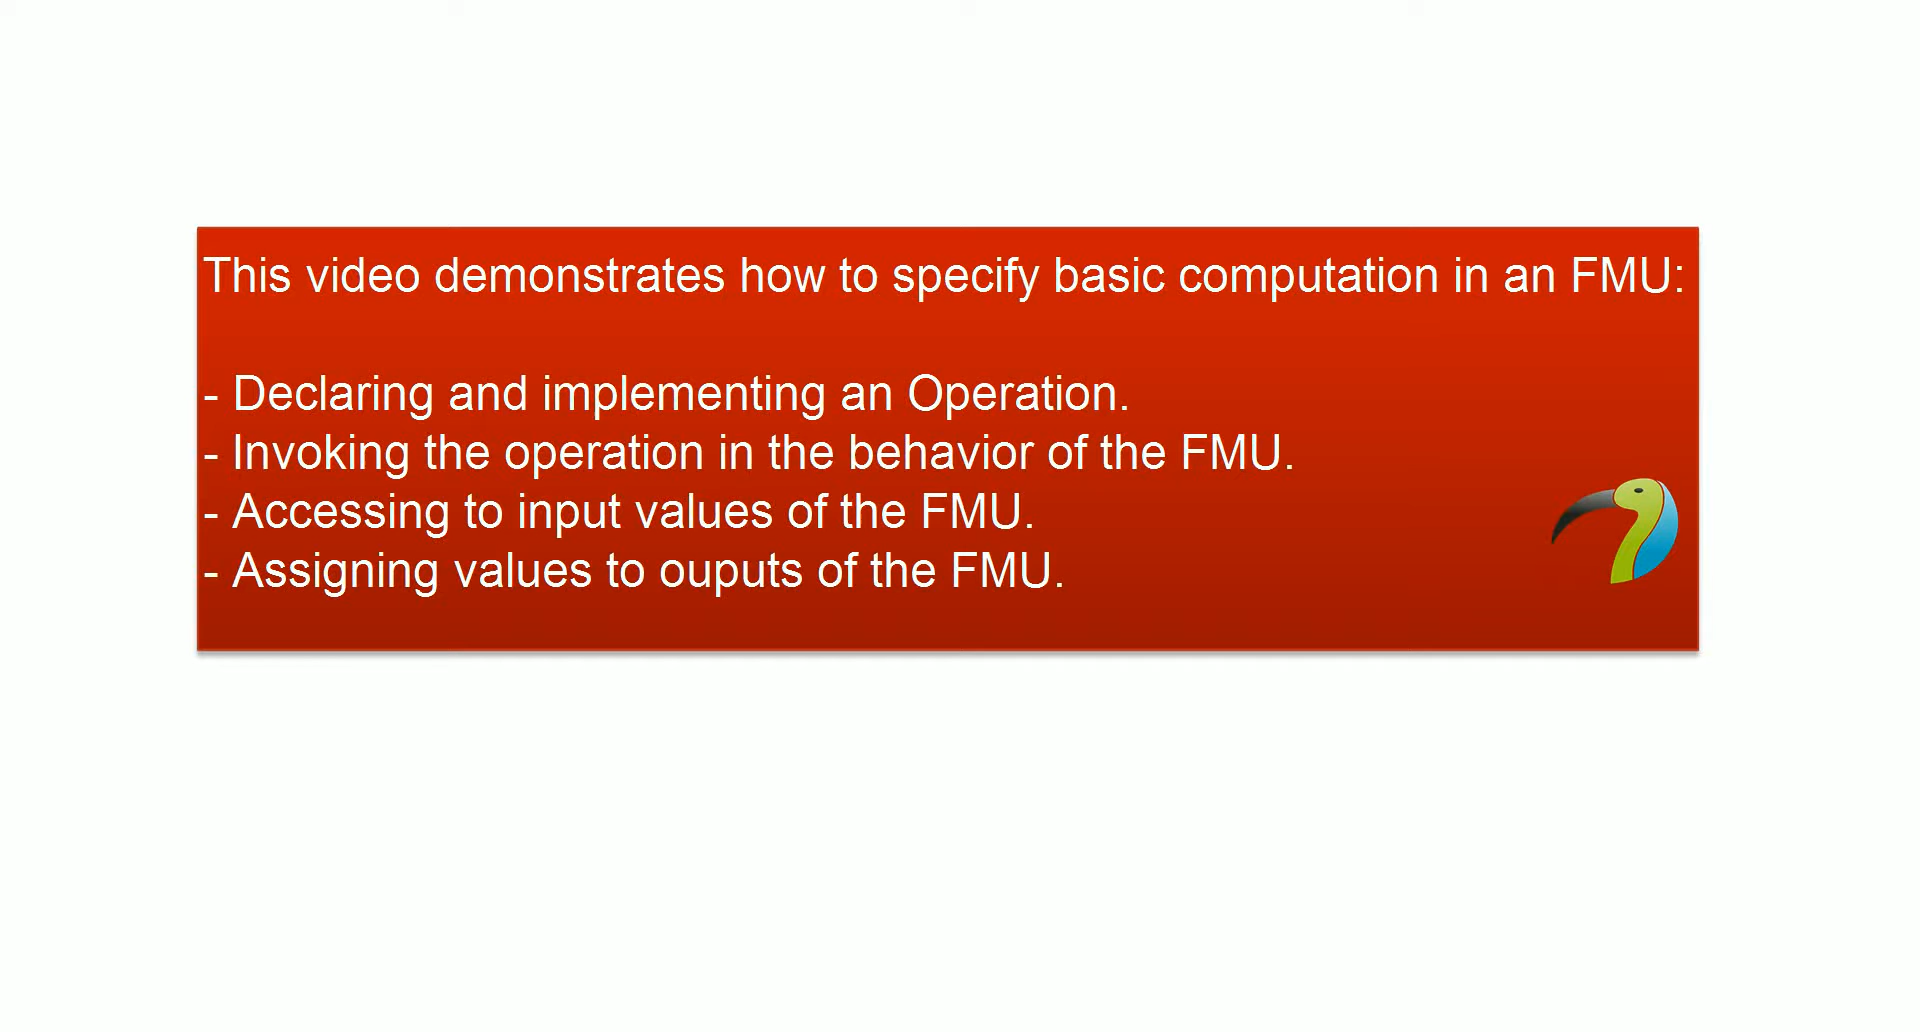 This video demonstrates how to specify basic computation in an FMU:
- Declaring and implementing an Operation.
- Invoking the operation in the behavior of the FMU.
- Accessing to input values of the FMU.
- Assigning values to ouputs of the FMU.